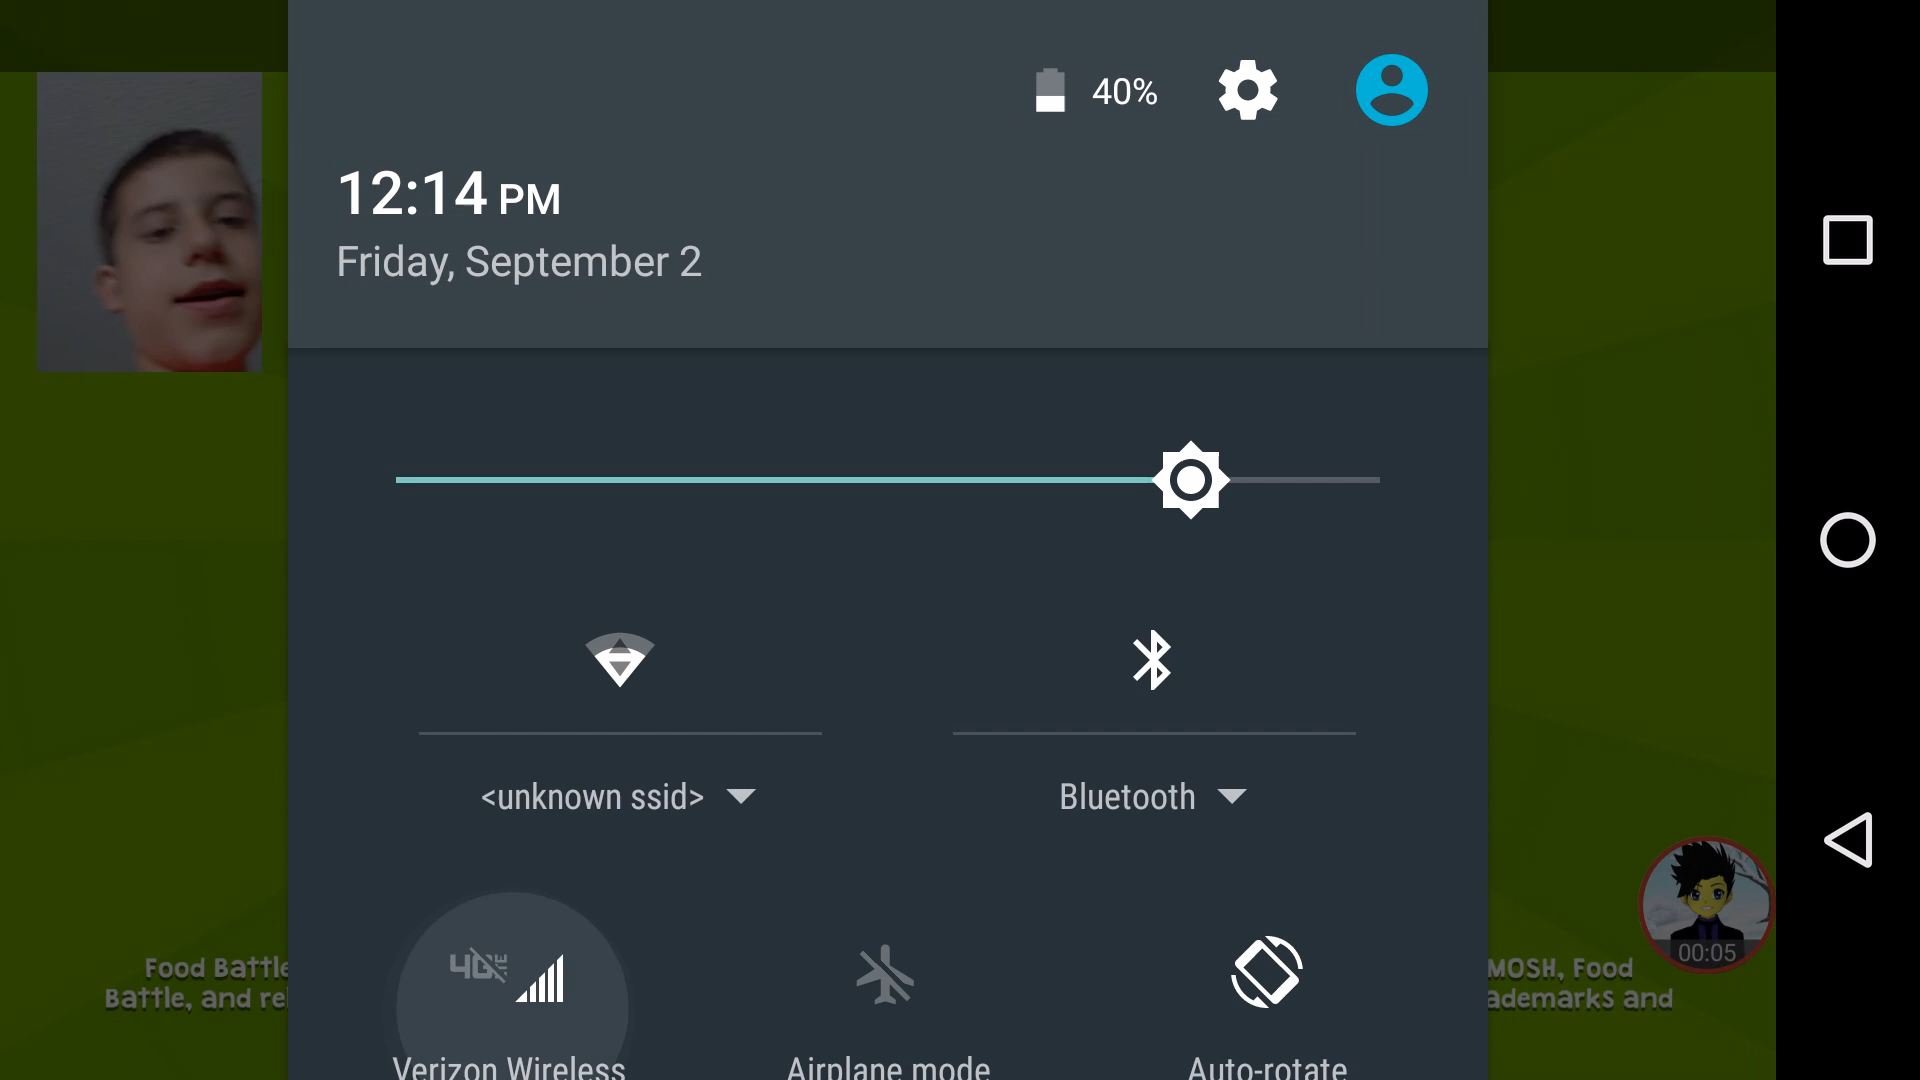 40%
12:14 PM
Friday, September 2
<unknown ssid>
Bluetooth
00:05
Food Battle
MOSH, Food
Battle, and re
ademarks and
4G LTE
Verizon Wireless
Airplane mode
Auto-rotate